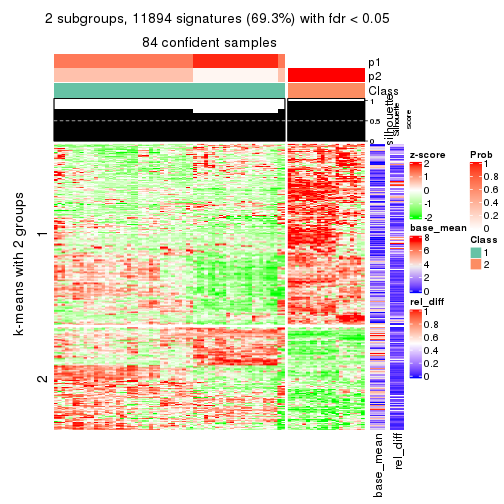 2 subgroups, 11894 signatures (69.3%) with fdr < 0.05
84 confident samples
p1
p2
Class
silhouette
Silhouette
score
1
0.5
0
k-means with 2 groups
1
2
base_mean
rel_diff
z-score
2
1
0
-1
-2
base_mean
8
6
4
2
0
rel_diff
1
0.8
0.6
0.4
0.2
0
Prob
1
0.8
0.6
0.4
0.2
0
Class
1
2